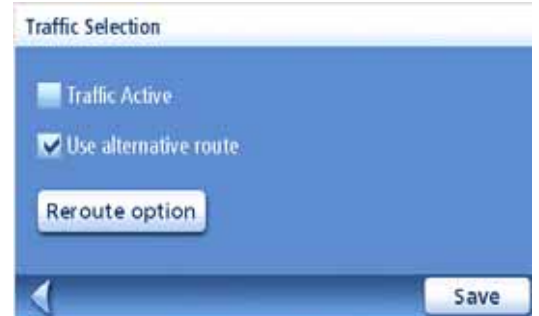 Traffic Selection
Traffic Active
Use alternative route
Reroute option
Save